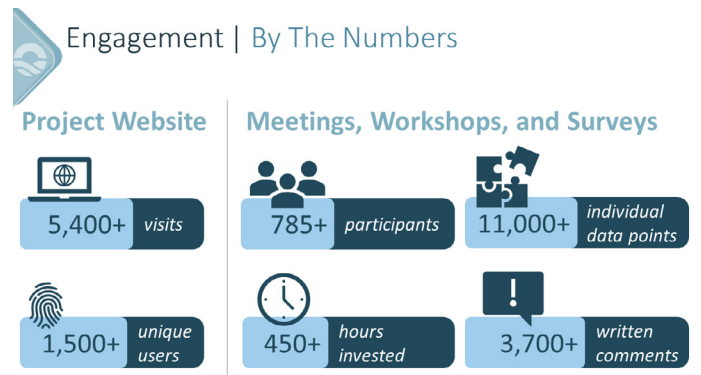 Engagement | By The Numbers
Project Website
5,400+ visits
1,500+ unique
users
Meetings, Workshops, and Surveys
785+ participants
11,000+ individual
data points
450+ hours
invested
!
3,700+ written
comments